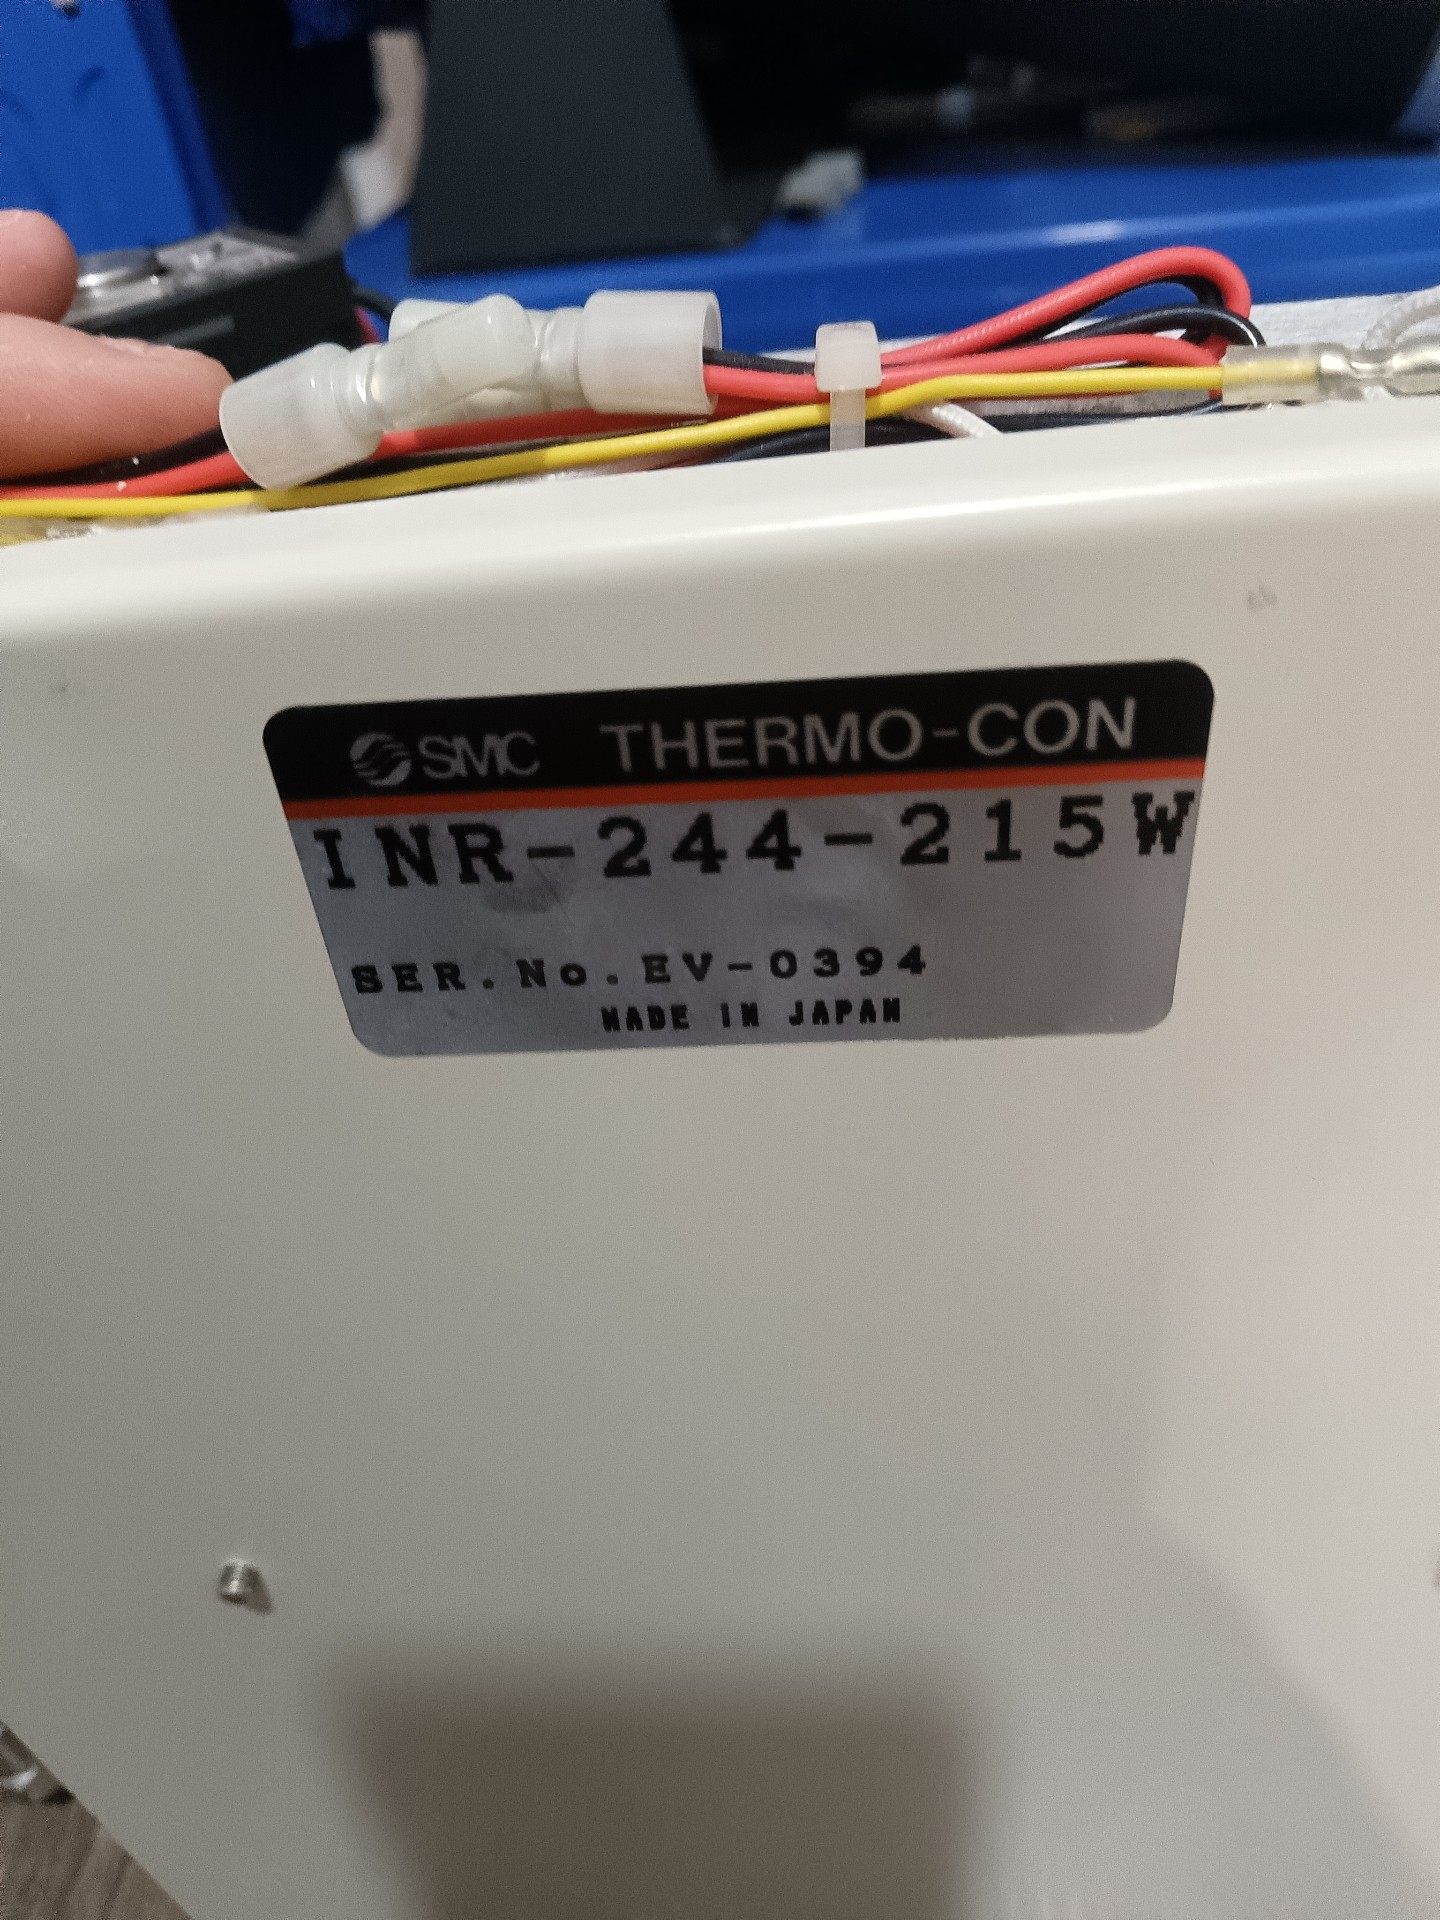 SMC THERMO-CON
INR-244-215W
SER.No.EV-0394
MADE IN JAPAN